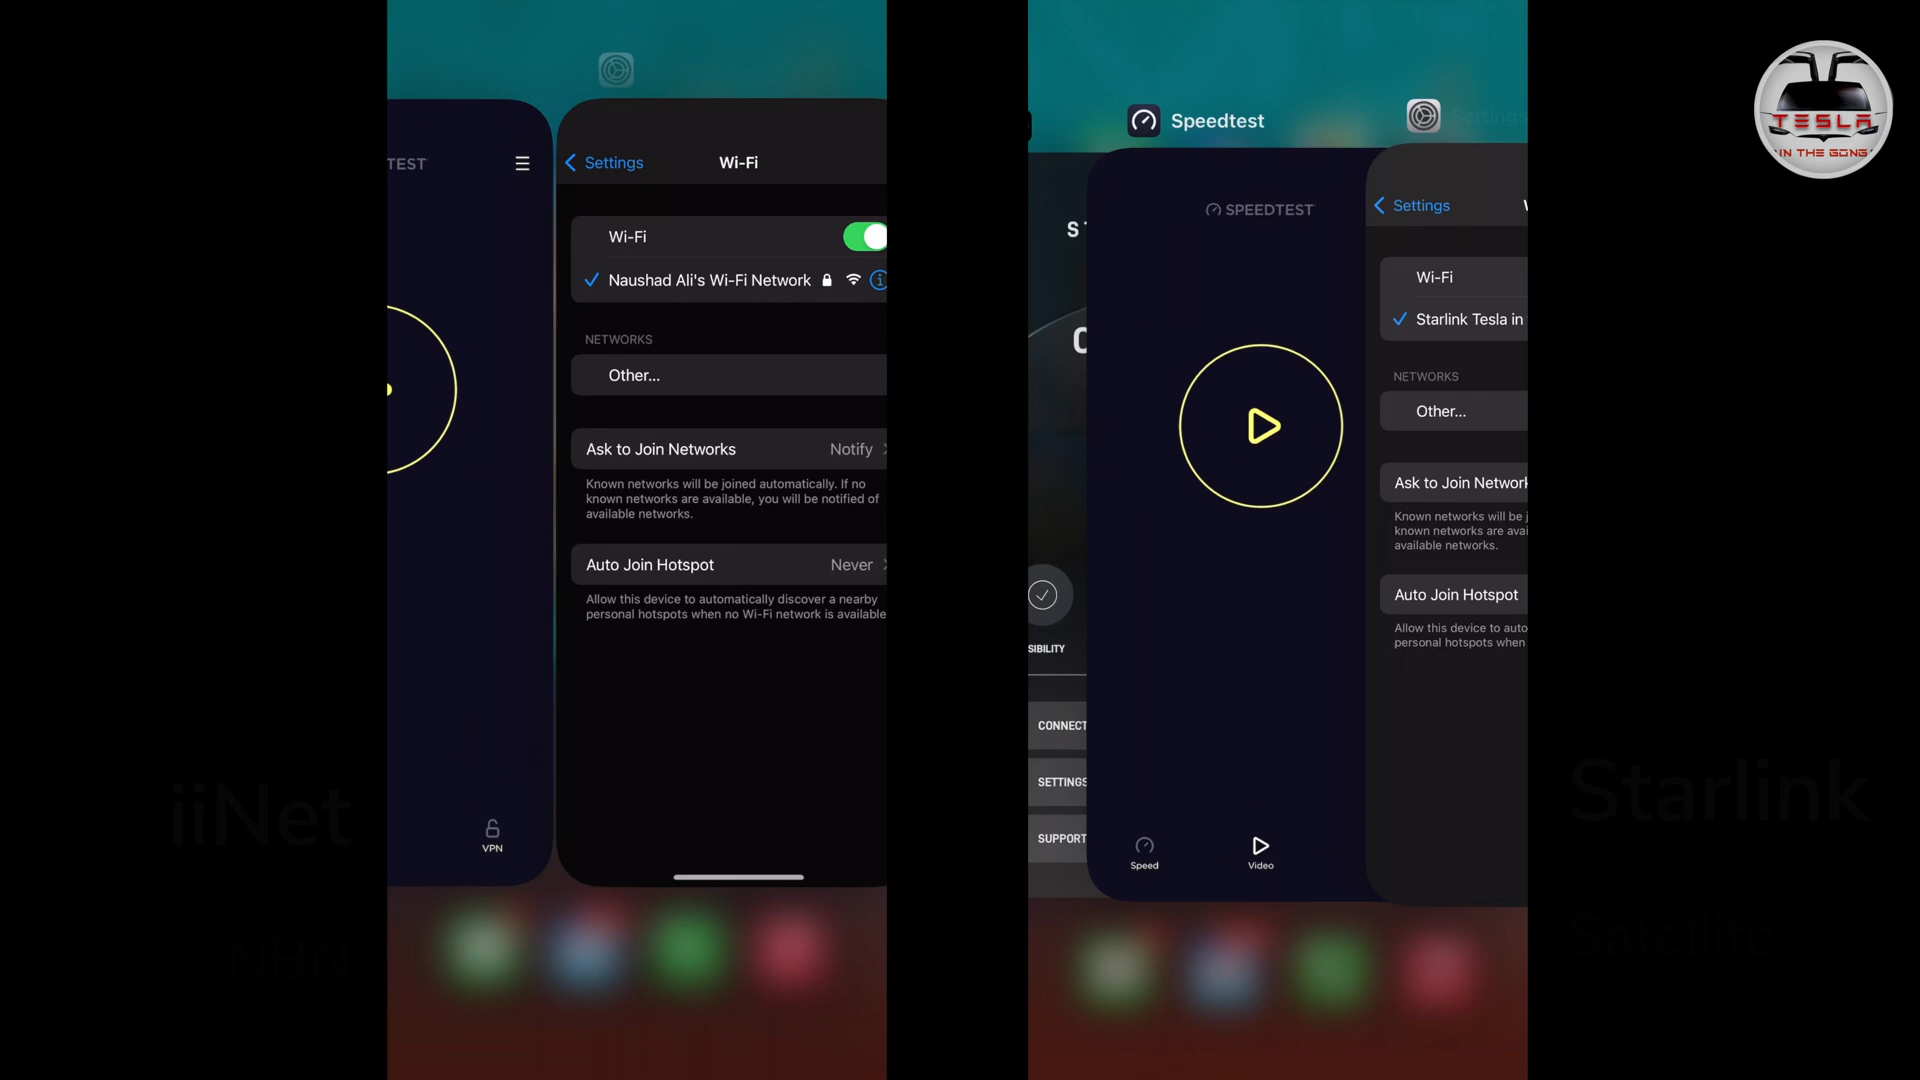 TEST
Settings
Wi-Fi
Wi-Fi
Naushad Ali's Wi-Fi Network
NETWORKS
Other...
Ask to Join Networks
Notify
Known networks will be joined automatically. If no
known networks are available, you will be notified of
available networks.
Auto Join Hotspot
Never
Allow this device to automatically discover a nearby
personal hotspots when no Wi-Fi network is available
VPN
iiNet
NBN
Speedtest
Settings
ST
SPEEDTEST
Settings
Wi-Fi
Starlink Tesla in
NETWORKS
Other...
Ask to Join Network
Known networks will be j
known networks are avai
available networks.
Auto Join Hotspot
Allow this device to auto
personal hotspots when
SIBILITY
CONNECT
SETTINGS
SUPPORT
Speed
Video
TESLA
IN THE GONG
Starlink
Satellite